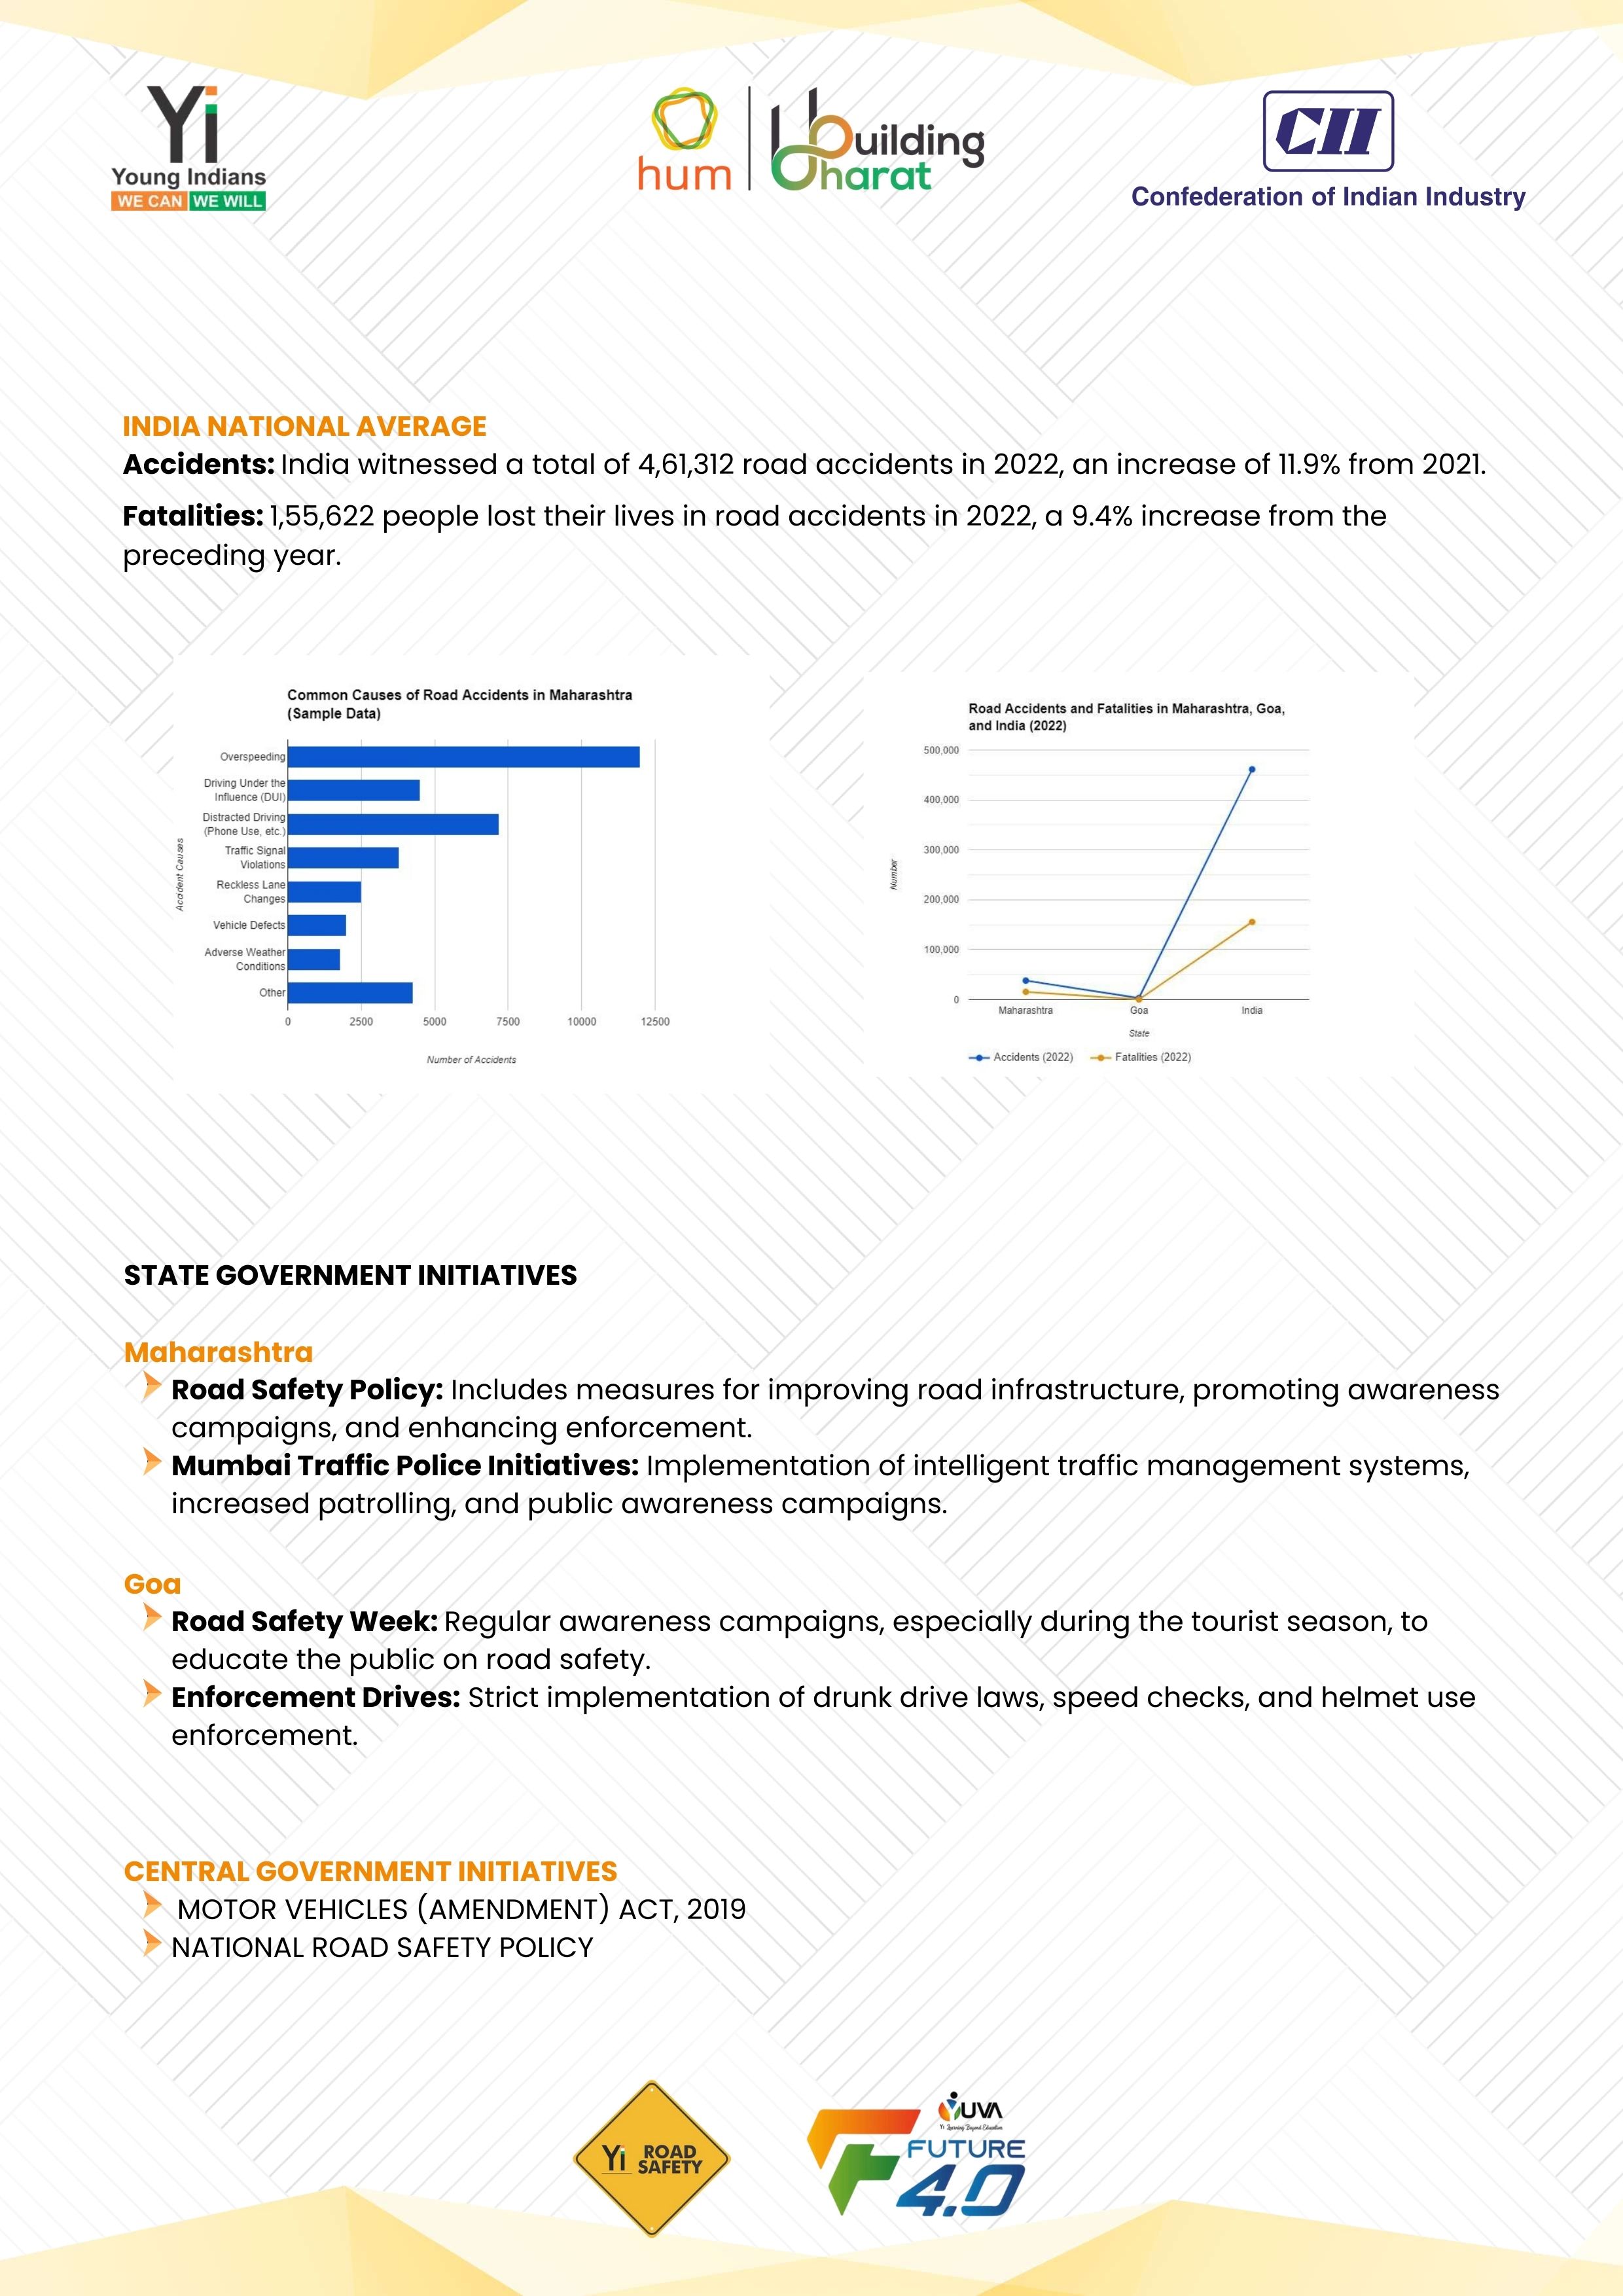 Yi
Young Indians
WE CAN WE WILL
hum
Building
Bharat
CII
Confederation of Indian Industry
INDIA NATIONAL AVERAGE
Accidents: India witnessed a total of 4,61,312 road accidents in 2022, an increase of 11.9% from 2021.
Fatalities: 1,55,622 people lost their lives in road accidents in 2022, a 9.4% increase from the
preceding year.
Common Causes of Road Accidents in Maharashtra
(Sample Data)
Accident Causes
Overspeeding
Driving Under the
Influence (DUI)
Distracted Driving
(Phone Use, etc.)
Traffic Signal
Violations
Reckless Lane
Changes
Vehicle Defects
Adverse Weather
Conditions
Other
0 2500 5000 7500 10000 12500
Number of Accidents
Road Accidents and Fatalities in Maharashtra, Goa,
and India (2022)
Number
500,000
400,000
300,000
200,000
100,000
0
Maharashtra Goa India
State
Accidents (2022) Fatalities (2022)
STATE GOVERNMENT INITIATIVES
Maharashtra
Road Safety Policy: Includes measures for improving road infrastructure, promoting awareness
campaigns, and enhancing enforcement.
Mumbai Traffic Police Initiatives: Implementation of intelligent traffic management systems,
increased patrolling, and public awareness campaigns.
Goa
Road Safety Week: Regular awareness campaigns, especially during the tourist season, to
educate the public on road safety.
Enforcement Drives: Strict implementation of drunk drive laws, speed checks, and helmet use
enforcement.
CENTRAL GOVERNMENT INITIATIVES
MOTOR VEHICLES (AMENDMENT) ACT, 2019
NATIONAL ROAD SAFETY POLICY
Yi ROAD
SAFETY
YUVA
Yi Learning Beyond Education
FUTURE
4.0